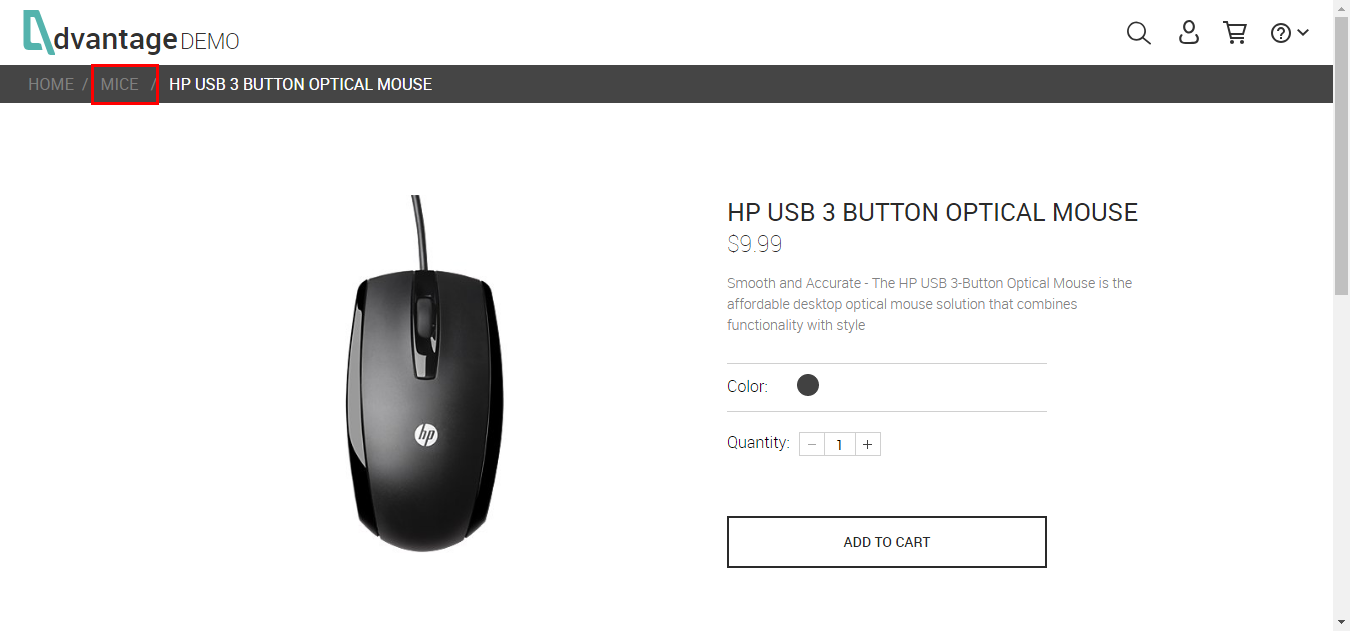 Advantage DEMO
HOME / MICE / HP USB 3 BUTTON OPTICAL MOUSE
HP USB 3 BUTTON OPTICAL MOUSE
$9.99
Smooth and Accurate - The HP USB 3-Button Optical Mouse is the
affordable desktop optical mouse solution that combines
functionality with style
Color:
Quantity: − 1 +
ADD TO CART
hp